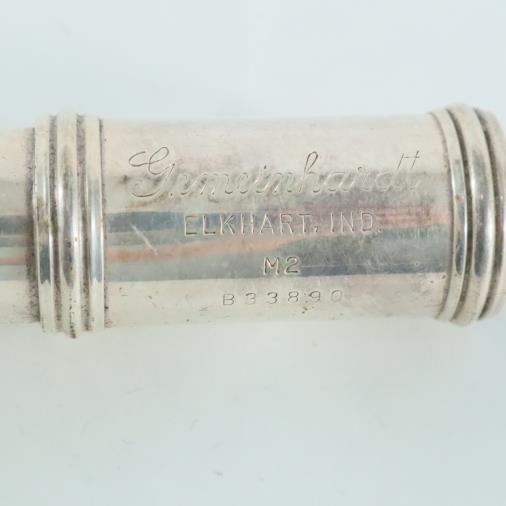 Gemeinhardt
ELKHART, IND.
M2
B33890